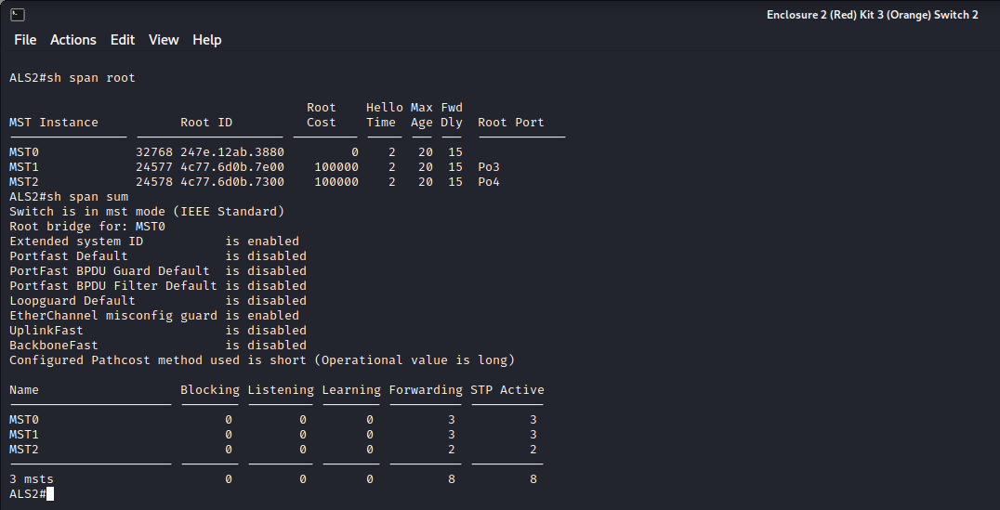 Enclosure 2 (Red) Kit 3 (Orange) Switch 2
File Actions Edit View Help
ALS2#sh span root
Root Hello Max Fwd
MST Instance Root ID Cost Time Age Dly Root Port
---------------- -------------------- --------- ----- --- --- ------------
MST0 32768 247e.12ab.3880 0 2 20 15
MST1 24577 4c77.6d0b.7e00 100000 2 20 15 Po3
MST2 24578 4c77.6d0b.7300 100000 2 20 15 Po4
ALS2#sh span sum
Switch is in mst mode (IEEE Standard)
Root bridge for: MST0
Extended system ID is enabled
Portfast Default is disabled
PortFast BPDU Guard Default is disabled
Portfast BPDU Filter Default is disabled
Loopguard Default is disabled
EtherChannel misconfig guard is enabled
UplinkFast is disabled
BackboneFast is disabled
Configured Pathcost method used is short (Operational value is long)
Name Blocking Listening Learning Forwarding STP Active
---------------------- -------- --------- -------- ---------- ----------
MST0 0 0 0 3 3
MST1 0 0 0 3 3
MST2 0 0 0 2 2
---------------------- -------- --------- -------- ---------- ----------
3 msts 0 0 0 8 8
ALS2#